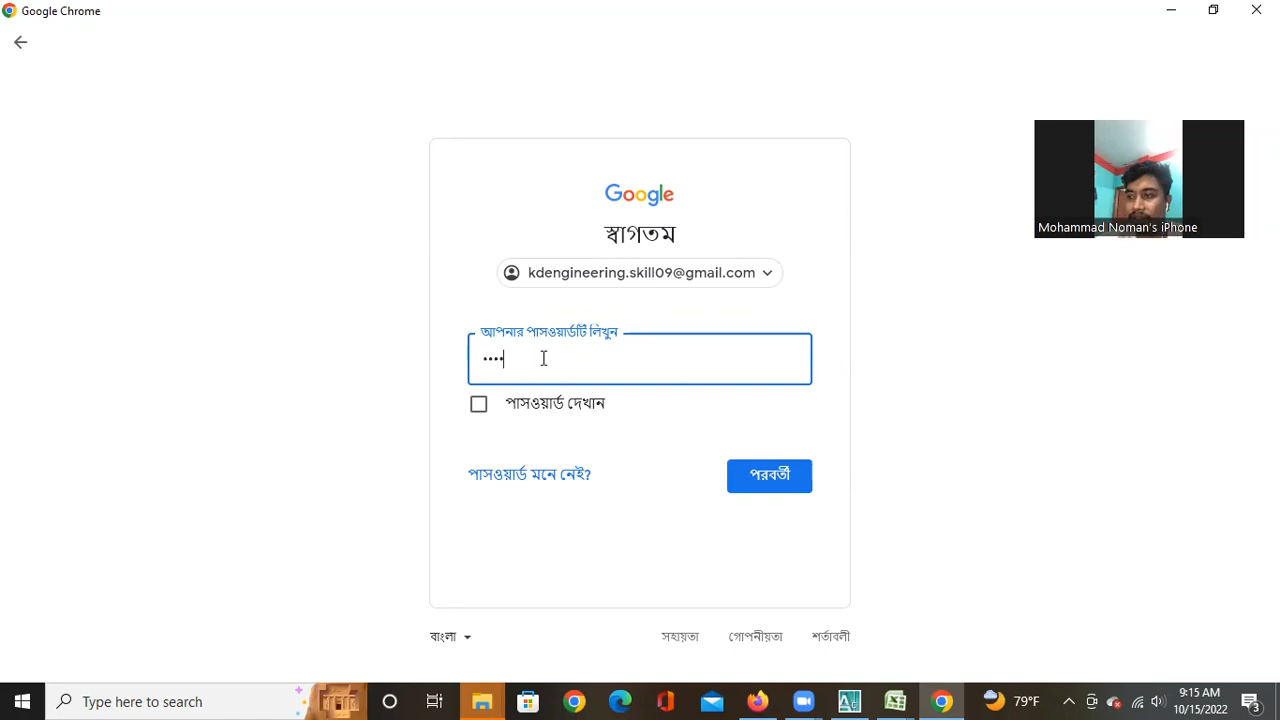 Google Chrome
Google
স্বাগতম
kdengineering.skill09@gmail.com
আপনার পাসওয়ার্ডটি লিখুন
••••
পাসওয়ার্ড দেখান
পাসওয়ার্ড মনে নেই?
পরবর্তী
বাংলা
সহায়তা
গোপনীয়তা
শর্তাবলী
Mohammad Noman's iPhone
Type here to search
79°F
9:15 AM
10/15/2022
3